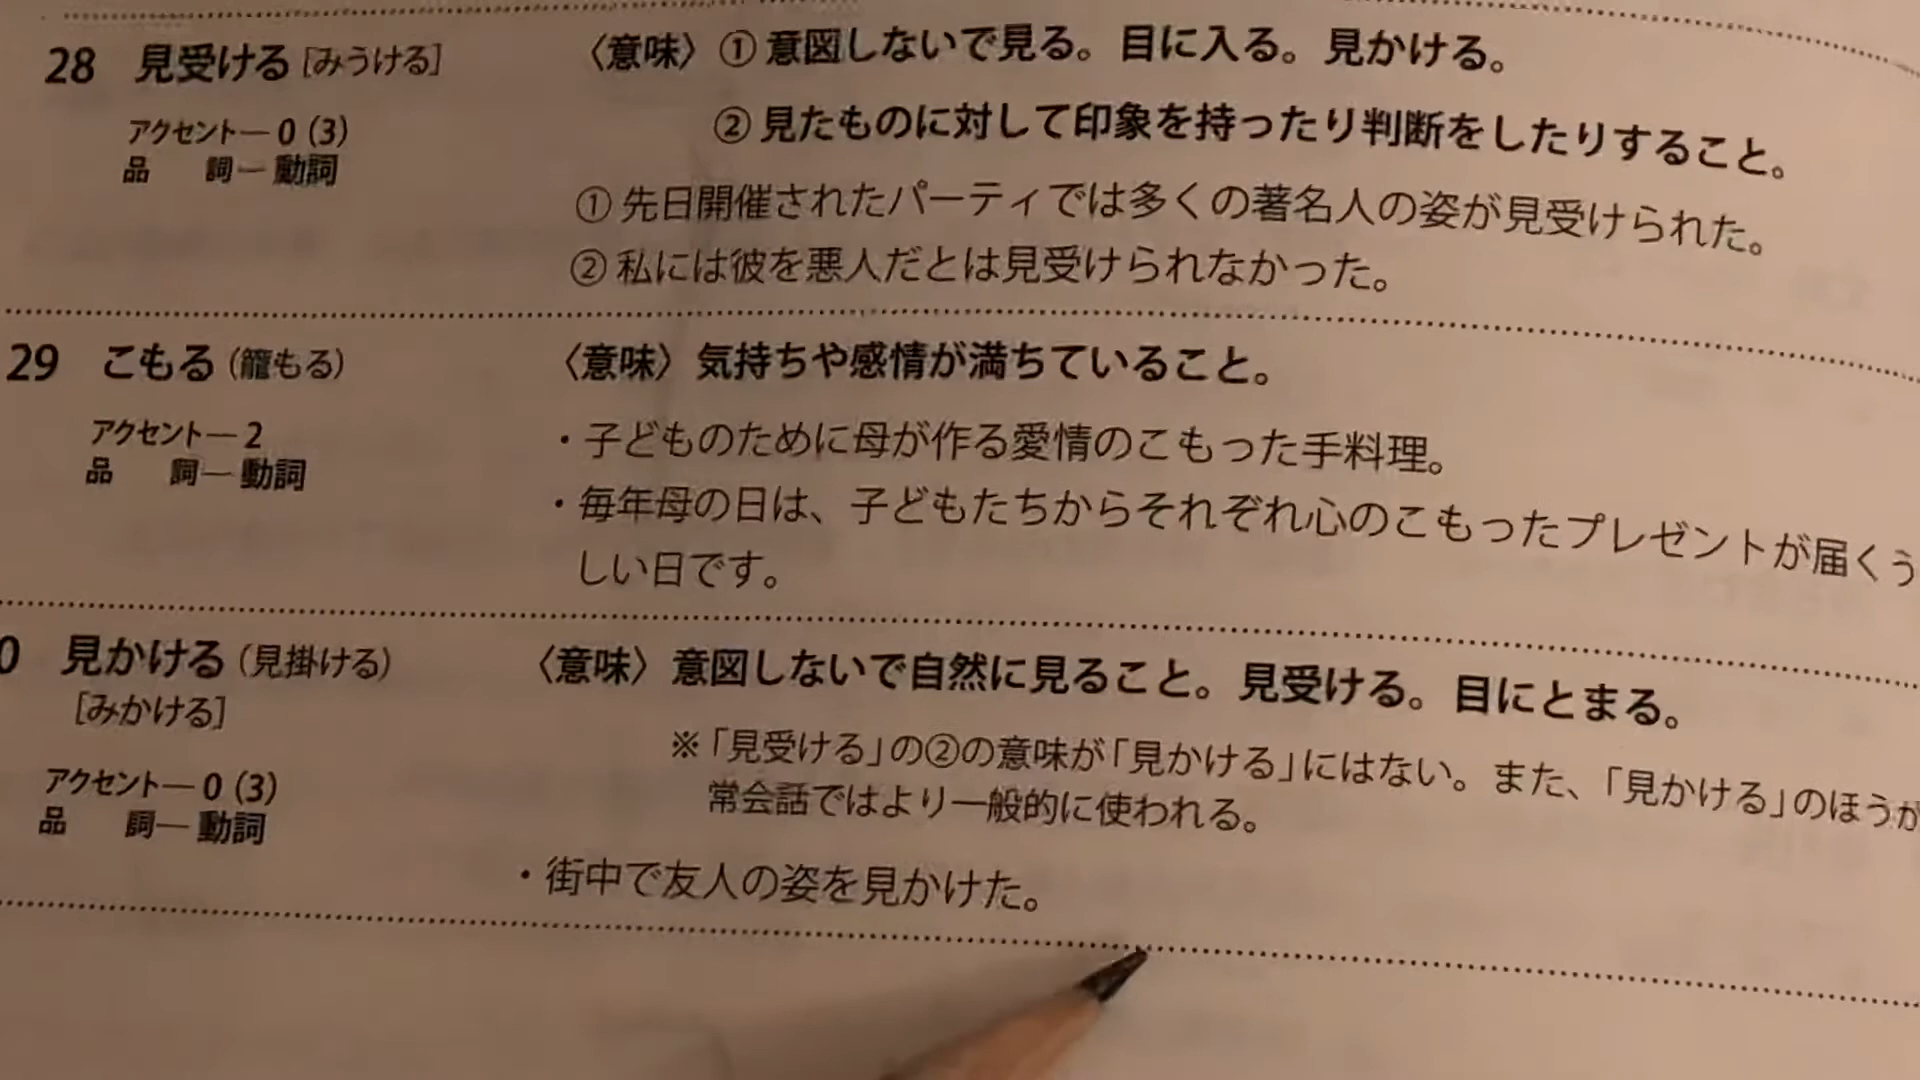 28 見受ける［みうける］
アクセント—0 (3)
品　詞—動詞
〈意味〉①意図しないで見る。目に入る。見かける。
②見たものに対して印象を持ったり判断をしたりすること。
①先日開催されたパーティでは多くの著名人の姿が見受けられた。
②私には彼を悪人だとは見受けられなかった。
29 こもる（籠もる）
アクセント—2
品　詞—動詞
〈意味〉気持ちや感情が満ちていること。
・子どものために母が作る愛情のこもった手料理。
・毎年母の日は、子どもたちからそれぞれ心のこもったプレゼントが届くう
しい日です。
0 見かける（見掛ける）
［みかける］
アクセント—0 (3)
品　詞—動詞
〈意味〉意図しないで自然に見ること。見受ける。目にとまる。
※「見受ける」の②の意味が「見かける」にはない。また、「見かける」のほうが
常会話ではより一般的に使われる。
・街中で友人の姿を見かけた。